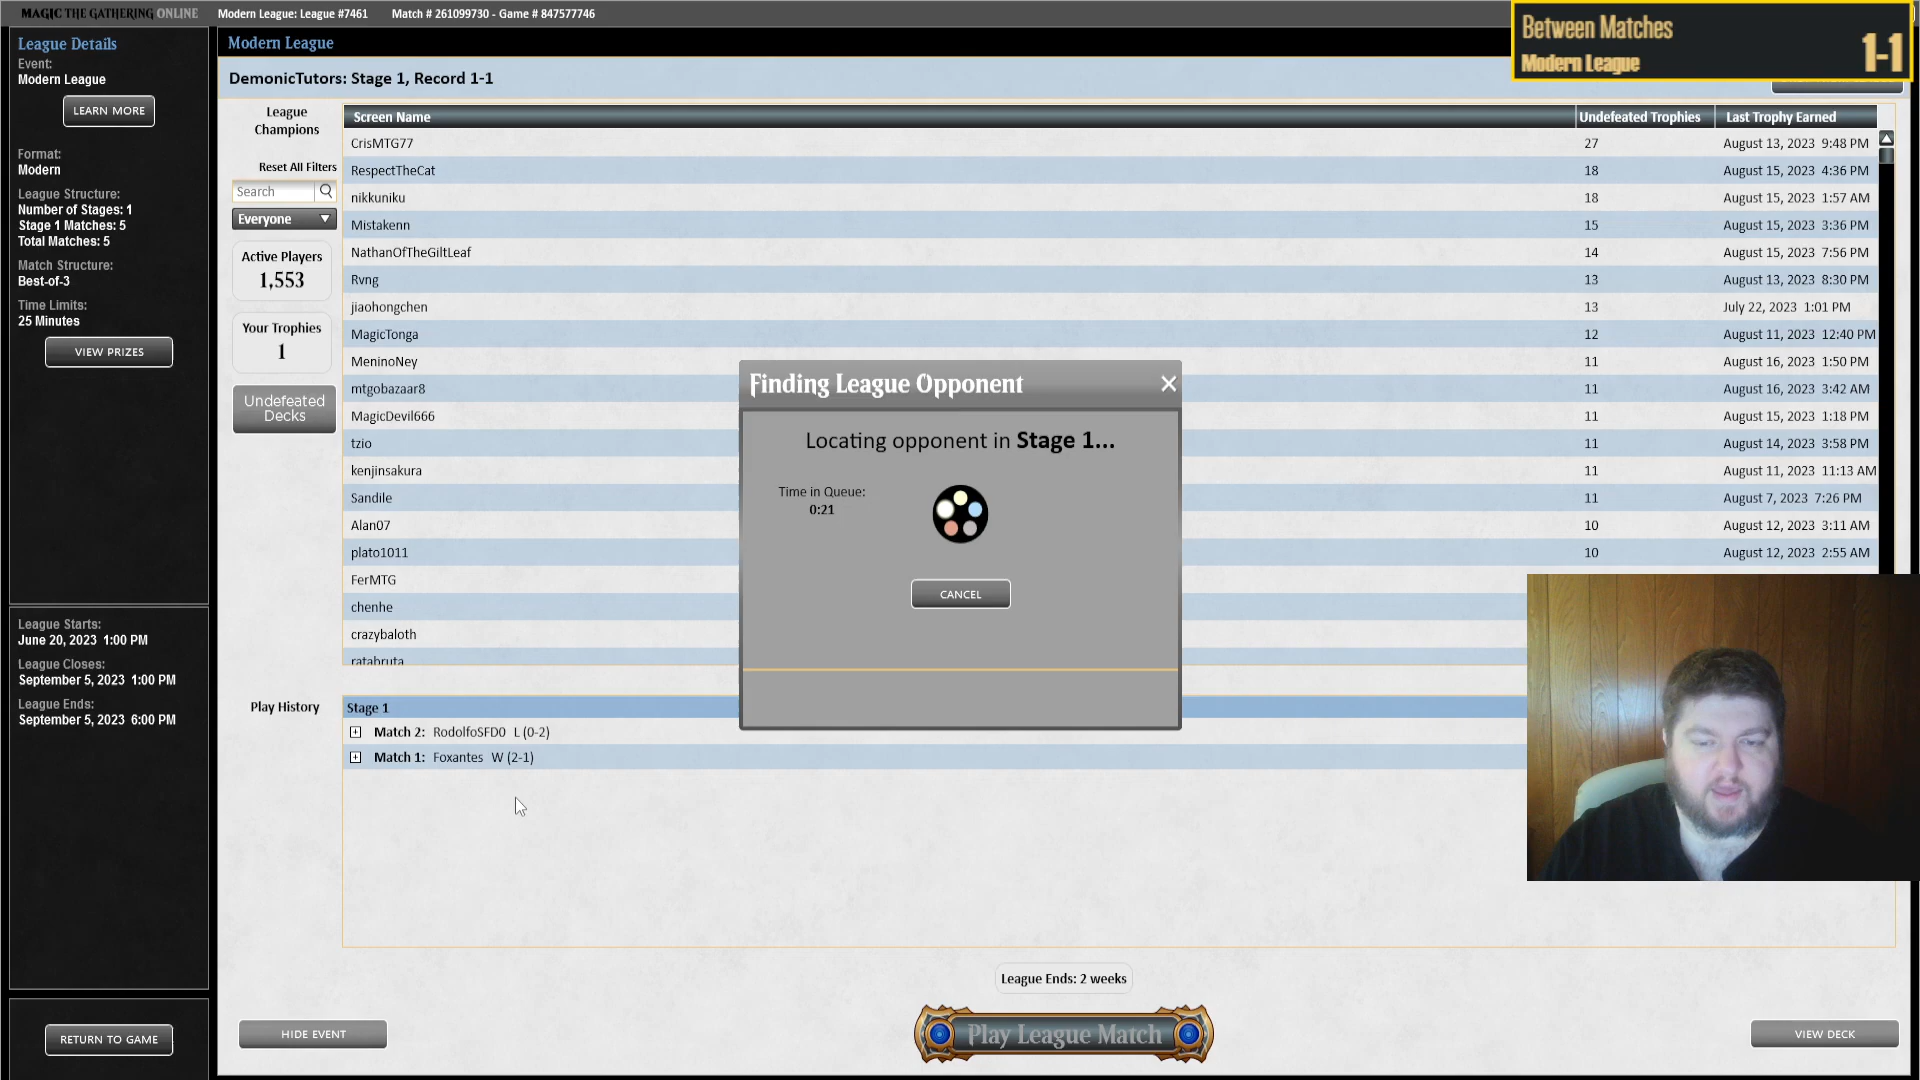 MAGIC THE GATHERING ONLINE
Modern League: League #7461
Match # 261099730 - Game # 847577746
Between Matches
Modern League
1-1
League Details
Event:
Modern League
LEARN MORE
Format:
Modern
League Structure:
Number of Stages: 1
Stage 1 Matches: 5
Total Matches: 5
Match Structure:
Best-of-3
Time Limits:
25 Minutes
VIEW PRIZES
League Starts:
June 20, 2023 1:00 PM
League Closes:
September 5, 2023 1:00 PM
League Ends:
September 5, 2023 6:00 PM
RETURN TO GAME
Modern League
DemonicTutors: Stage 1, Record 1-1
League
Champions
Reset All Filters
Search
Everyone
Active Players
1,553
Your Trophies
1
Undefeated
Decks
Screen Name Undefeated Trophies Last Trophy Earned
CrisMTG77 27 August 13, 2023 9:48 PM
RespectTheCat 18 August 15, 2023 4:36 PM
nikkuniku 18 August 15, 2023 1:57 AM
Mistakenn 15 August 15, 2023 3:36 PM
NathanOfTheGiltLeaf 14 August 15, 2023 7:56 PM
Rvng 13 August 13, 2023 8:30 PM
jiaohongchen 13 July 22, 2023 1:01 PM
MagicTonga 12 August 11, 2023 12:40 PM
MeninoNey 11 August 16, 2023 1:50 PM
mtgobazaar8 11 August 16, 2023 3:42 AM
MagicDevil666 11 August 15, 2023 1:18 PM
tzio 11 August 14, 2023 3:58 PM
kenjinsakura 11 August 11, 2023 11:13 AM
Sandile 11 August 7, 2023 7:26 PM
Alan07 10 August 12, 2023 3:11 AM
plato1011 10 August 12, 2023 2:55 AM
FerMTG
chenhe
crazybaloth
ratabruta
Finding League Opponent
Locating opponent in Stage 1...
Time in Queue:
0:21
CANCEL
Play History
Stage 1
Match 2: RodolfoSFD0 L (0-2)
Match 1: Foxantes W (2-1)
League Ends: 2 weeks
HIDE EVENT
Play League Match
VIEW DECK